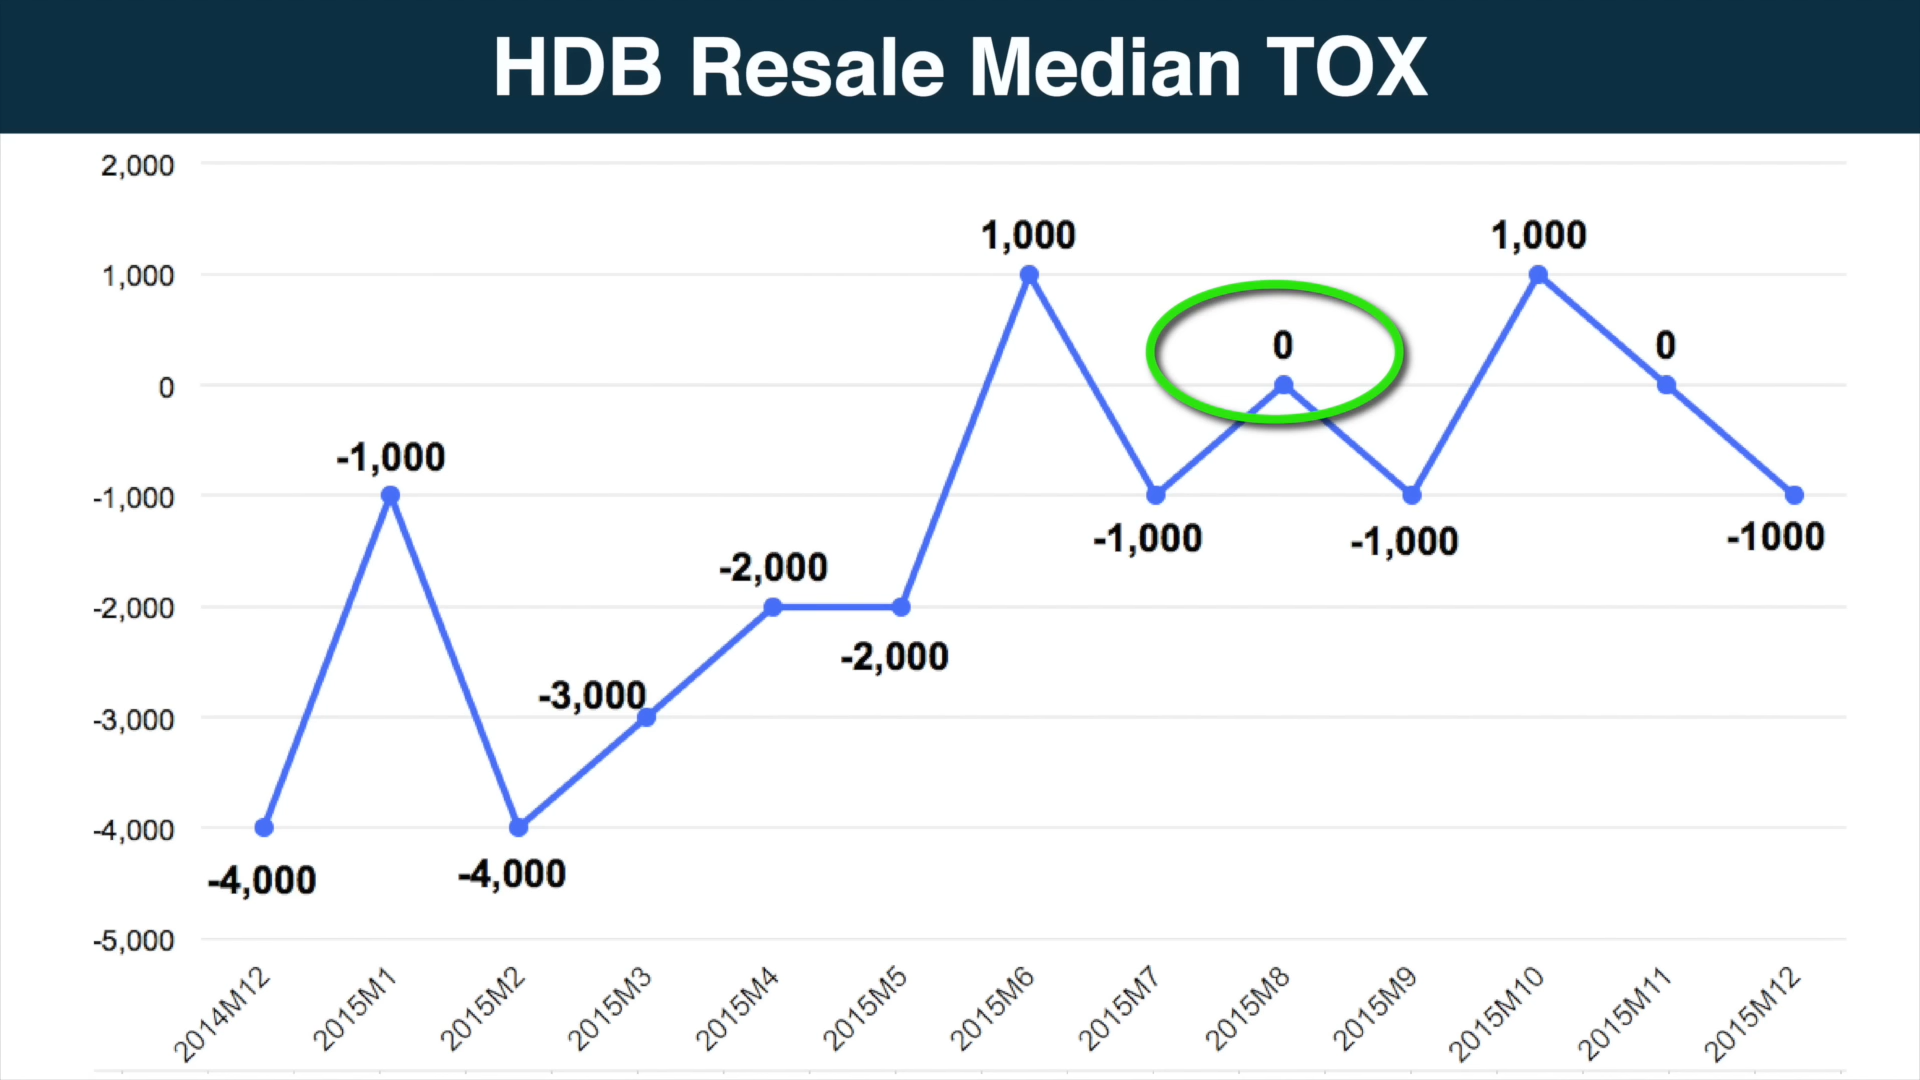 HDB Resale Median TOX
2,000
1,000
0
-1,000
-2,000
-3,000
-4,000
-5,000
-4,000
-1,000
-4,000
-3,000
-2,000
-2,000
1,000
-1,000
0
-1,000
1,000
0
-1000
2014M12
2015M1
2015M2
2015M3
2015M4
2015M5
2015M6
2015M7
2015M8
2015M9
2015M10
2015M11
2015M12